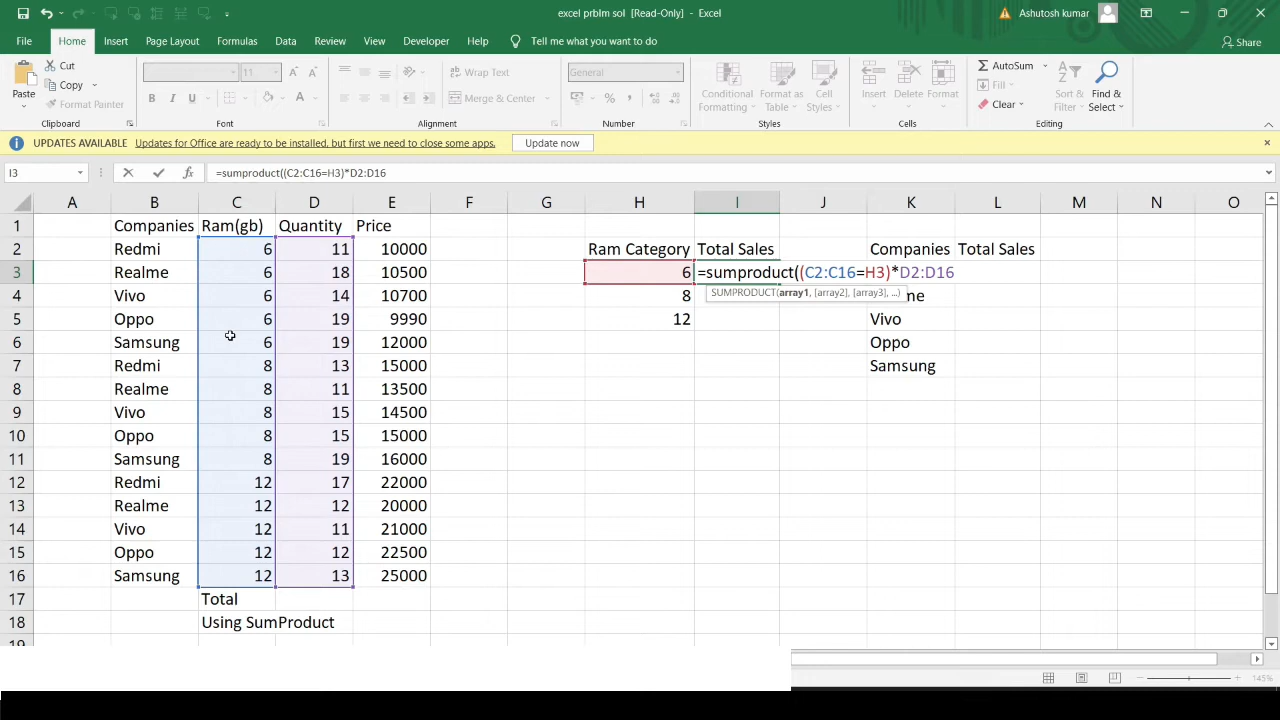 excel prblm sol [Read-Only] - Excel
Ashutosh kumar
File Home Insert Page Layout Formulas Data Review View Developer Help Tell me what you want to do Share
Paste
Cut
Copy
Format Painter
Clipboard
11
B I U
Font
Wrap Text
Merge & Center
Alignment
General
Number
Conditional Formatting
Format as Table
Cell Styles
Styles
Insert Delete Format
Cells
AutoSum
Fill
Clear
Sort & Filter
Find & Select
Editing
UPDATES AVAILABLE Updates for Office are ready to be installed, but first we need to close some apps. Update now
I3 fx =sumproduct((C2:C16=H3)*D2:D16
A B C D E F G H I J K L M N O
1 Companies Ram(gb) Quantity Price
2 Redmi 6 11 10000 Ram Category Total Sales Companies Total Sales
3 Realme 6 18 10500 6 =sumproduct((C2:C16=H3)*D2:D16
SUMPRODUCT(array1, [array2], [array3], ...)
4 Vivo 6 14 10700 8 me
5 Oppo 6 19 9990 12 Vivo
6 Samsung 6 19 12000 Oppo
7 Redmi 8 13 15000 Samsung
8 Realme 8 11 13500
9 Vivo 8 15 14500
10 Oppo 8 15 15000
11 Samsung 8 19 16000
12 Redmi 12 17 22000
13 Realme 12 12 20000
14 Vivo 12 11 21000
15 Oppo 12 12 22500
16 Samsung 12 13 25000
17 Total
18 Using SumProduct
19
145%